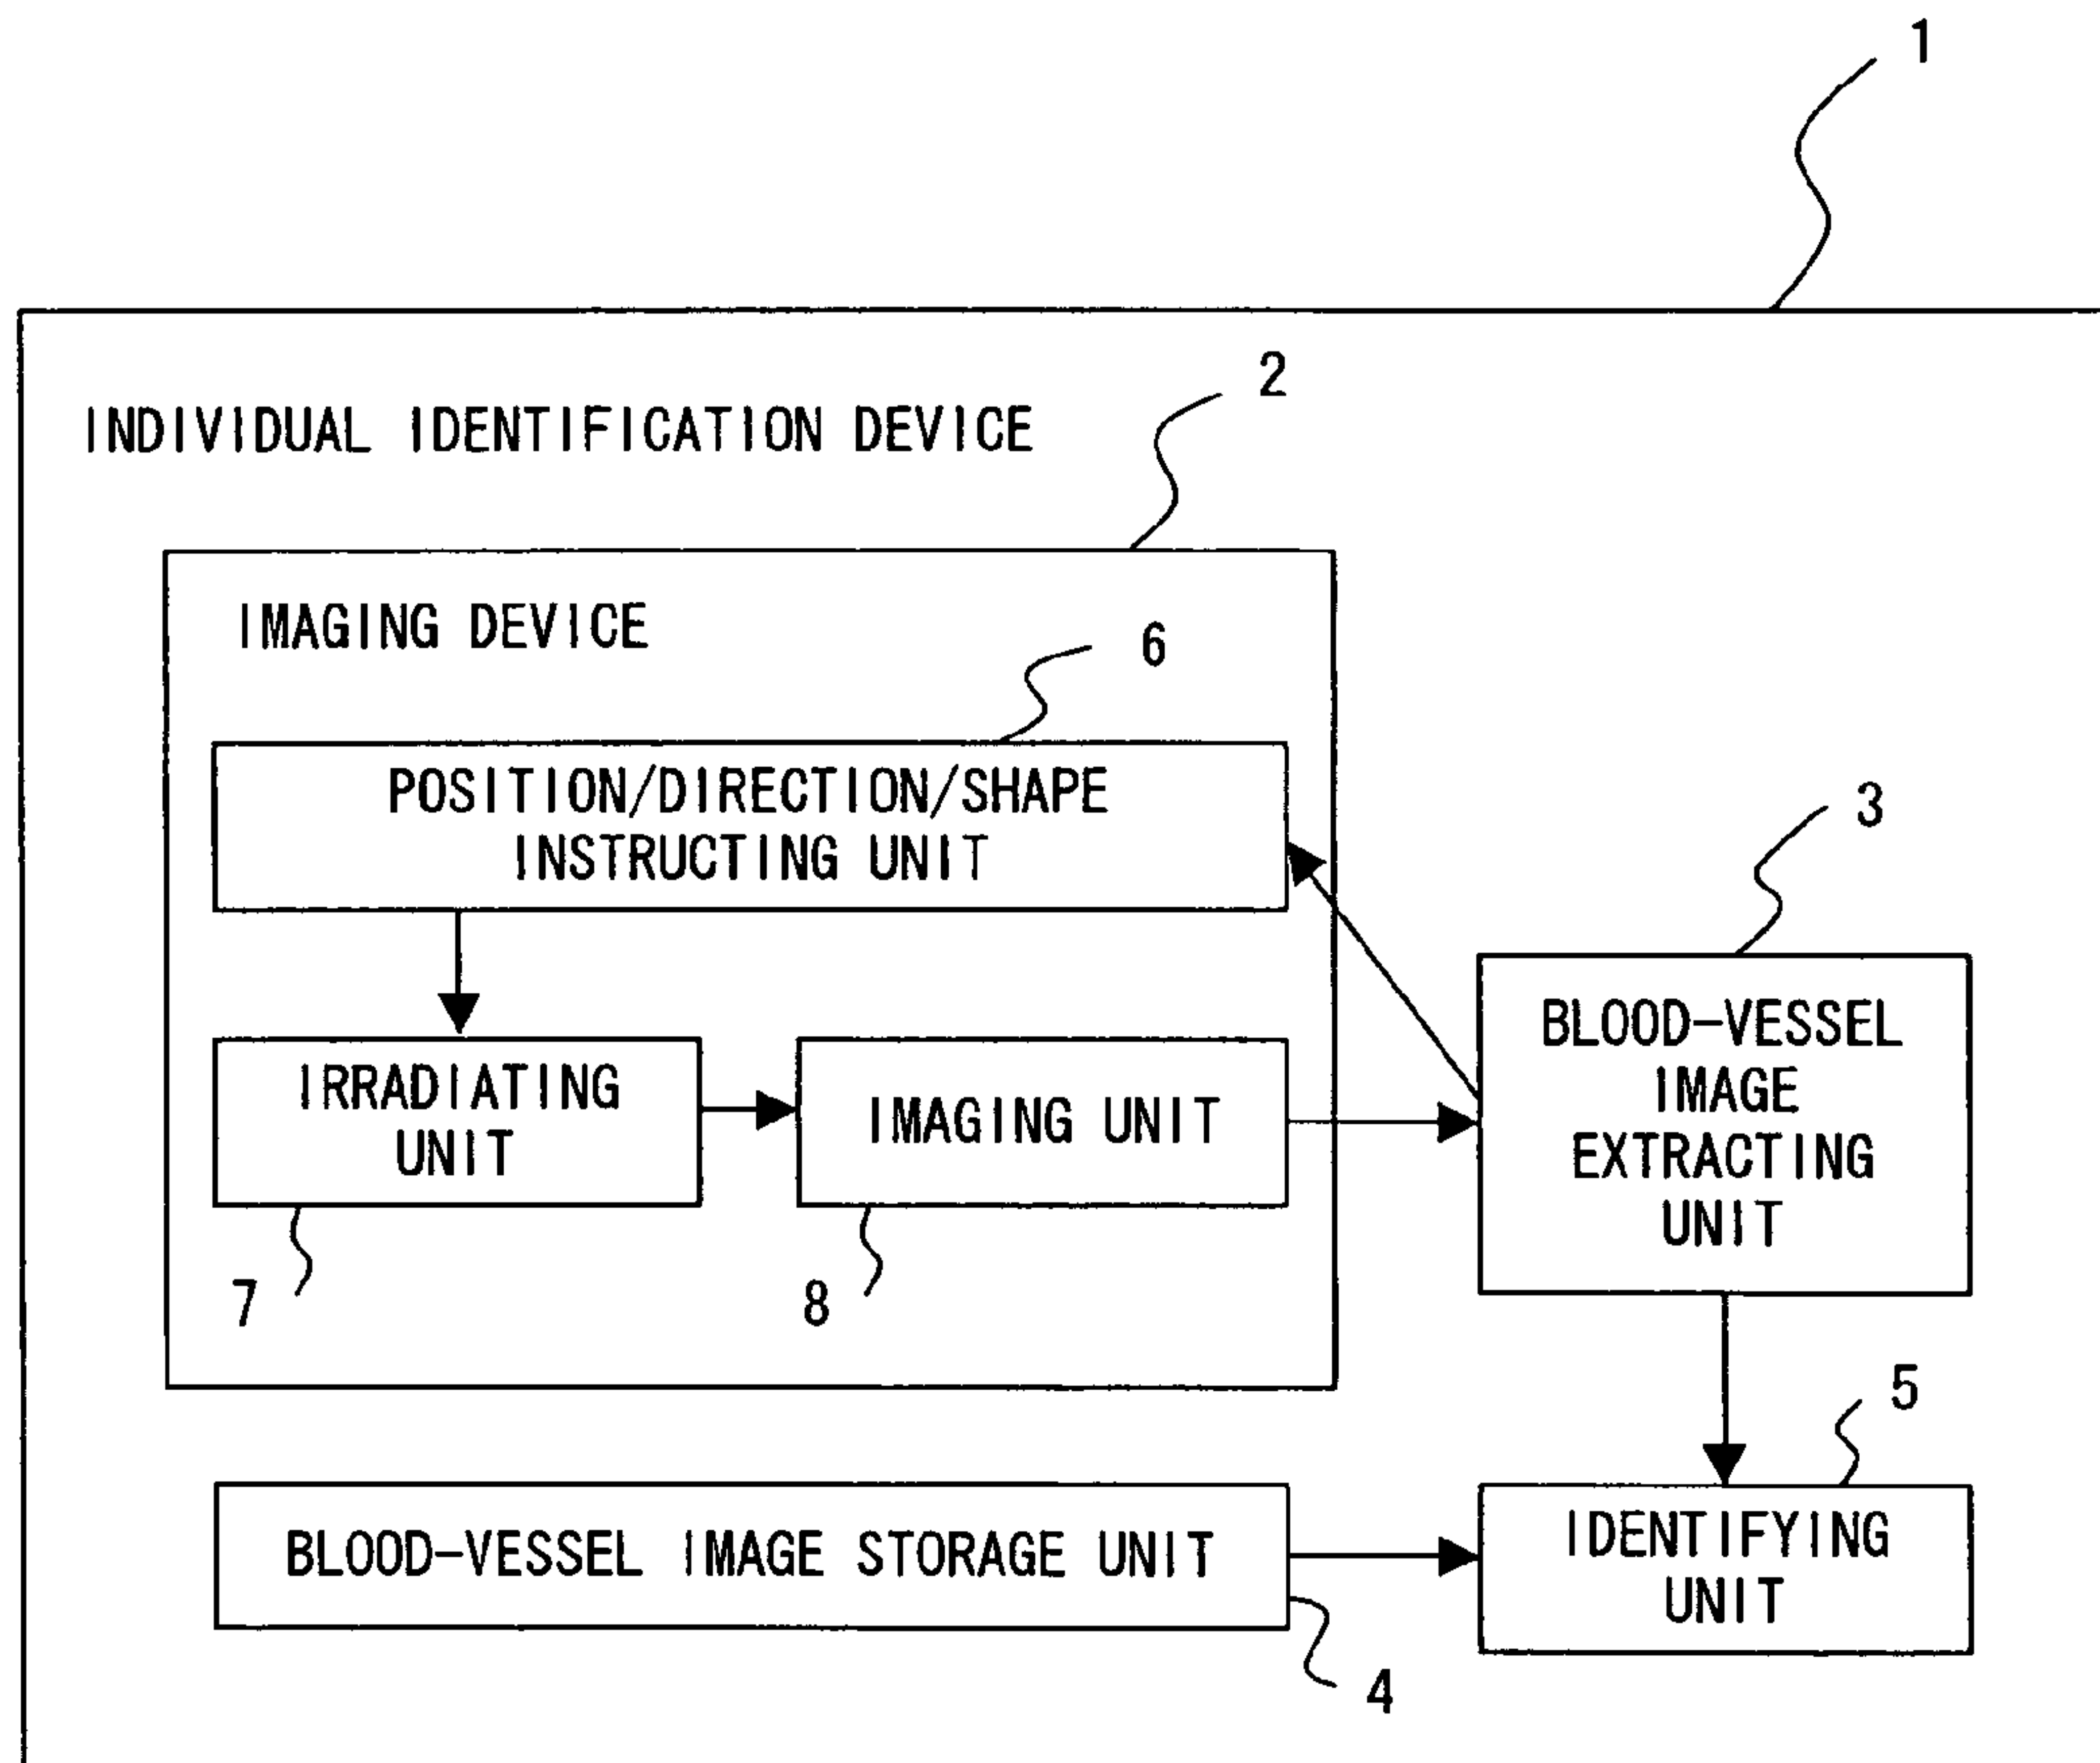 1
INDIVIDUAL IDENTIFICATION DEVICE
2
IMAGING DEVICE
6
POSITION/DIRECTION/SHAPE
INSTRUCTING UNIT
3
BLOOD-VESSEL
IMAGE
EXTRACTING
UNIT
IRRADIATING
UNIT
IMAGING UNIT
7
8
5
BLOOD-VESSEL IMAGE STORAGE UNIT
IDENTIFYING
UNIT
4